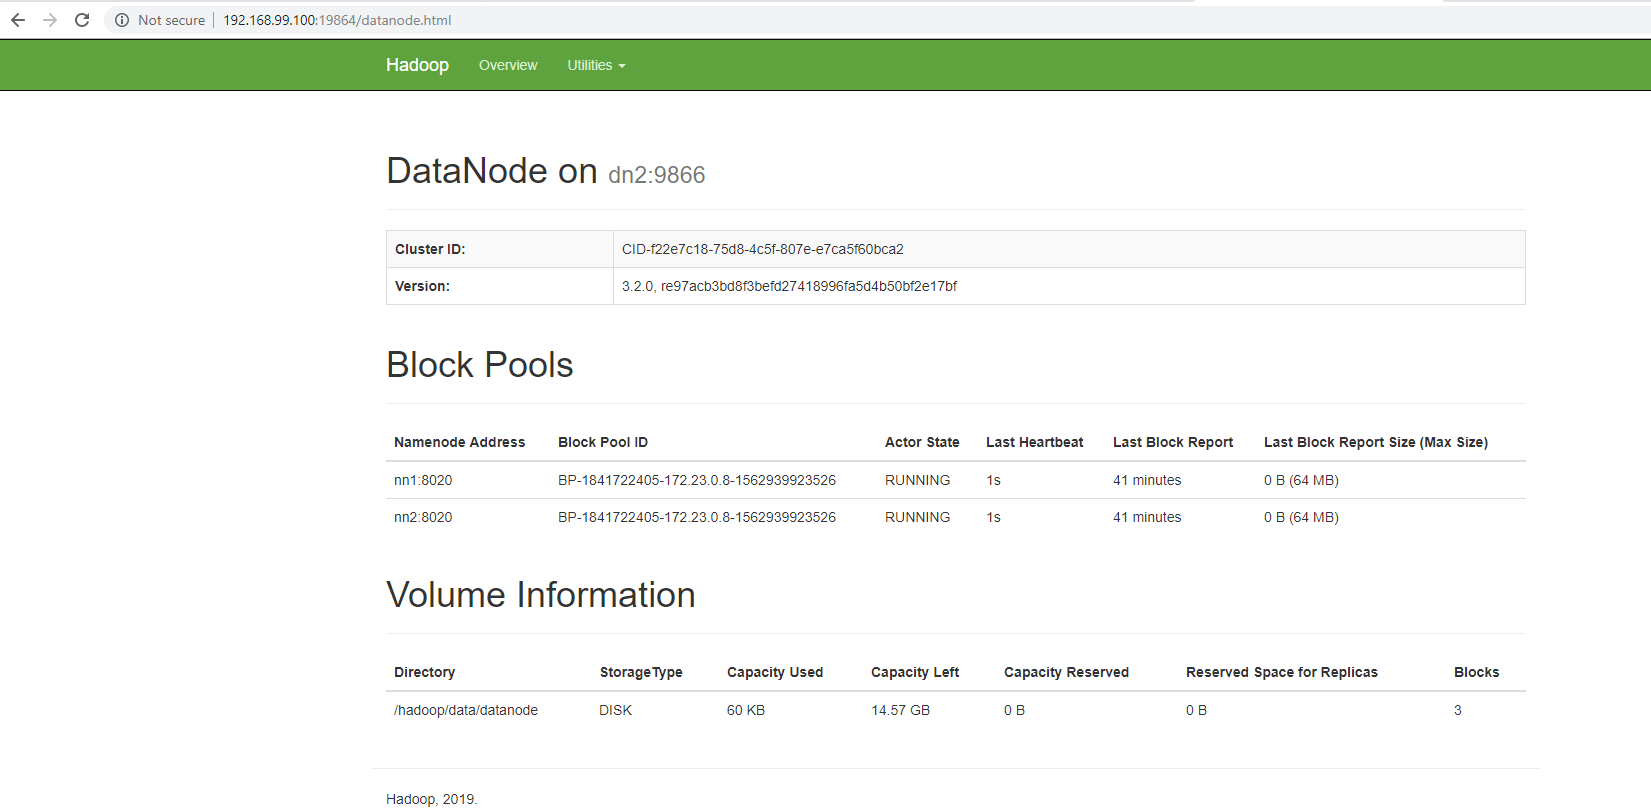 Not secure | 192.168.99.100:19864/datanode.html
Hadoop Overview Utilities
DataNode on dn2:9866
Cluster ID: CID-f22e7c18-75d8-4c5f-807e-e7ca5f60bca2
Version: 3.2.0, re97acb3bd8f3befd27418996fa5d4b50bf2e17bf
Block Pools
Namenode Address Block Pool ID Actor State Last Heartbeat Last Block Report Last Block Report Size (Max Size)
nn1:8020 BP-1841722405-172.23.0.8-1562939923526 RUNNING 1s 41 minutes 0 B (64 MB)
nn2:8020 BP-1841722405-172.23.0.8-1562939923526 RUNNING 1s 41 minutes 0 B (64 MB)
Volume Information
Directory StorageType Capacity Used Capacity Left Capacity Reserved Reserved Space for Replicas Blocks
/hadoop/data/datanode DISK 60 KB 14.57 GB 0 B 0 B 3
Hadoop, 2019.